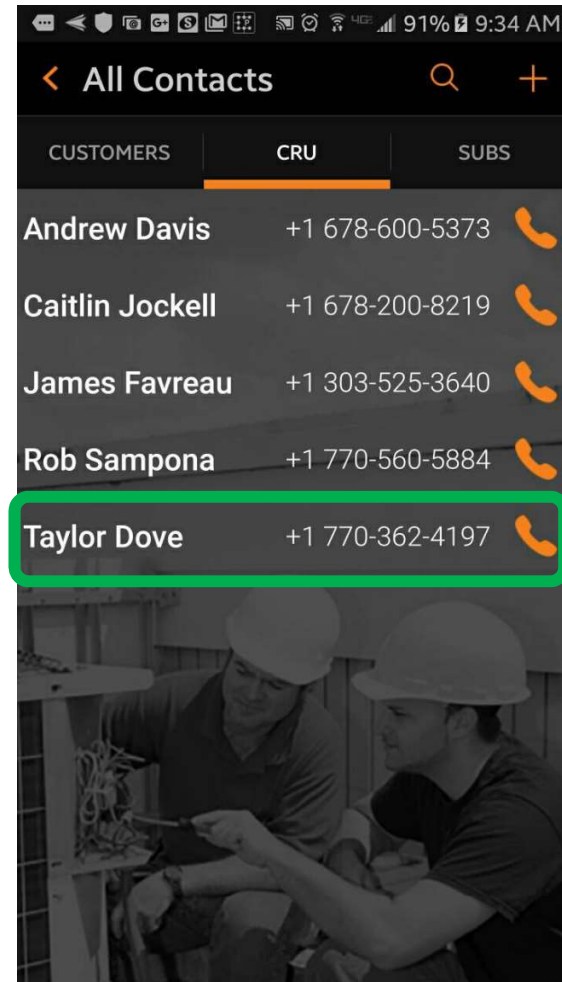 91% 9:34 AM
< All Contacts
CUSTOMERS CRU SUBS
Andrew Davis +1 678-600-5373
Caitlin Jockell +1 678-200-8219
James Favreau +1 303-525-3640
Rob Sampona +1 770-560-5884
Taylor Dove +1 770-362-4197